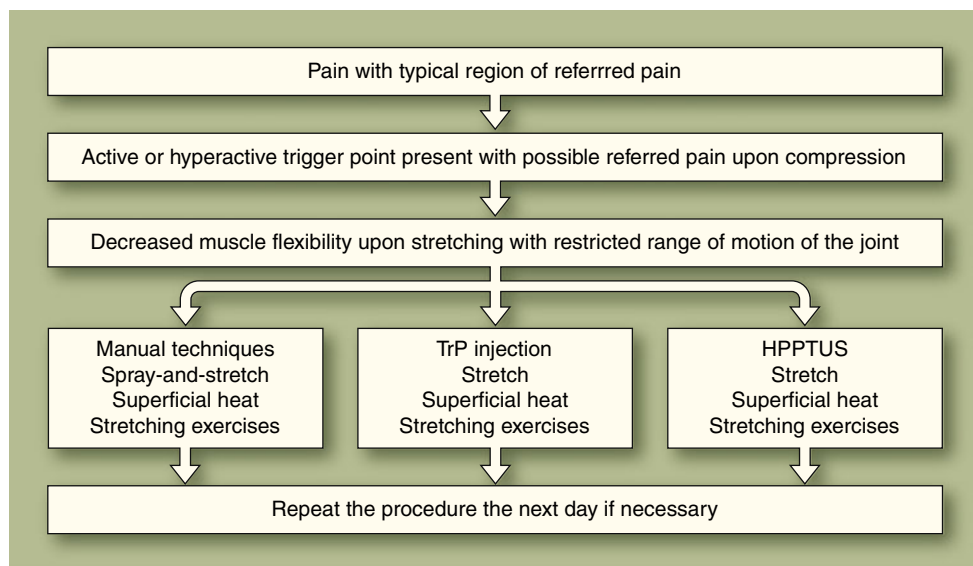 Pain with typical region of referrred pain
Active or hyperactive trigger point present with possible referred pain upon compression
Decreased muscle flexibility upon stretching with restricted range of motion of the joint
Manual techniques
Spray-and-stretch
Superficial heat
Stretching exercises
TrP injection
Stretch
Superficial heat
Stretching exercises
HPPTUS
Stretch
Superficial heat
Stretching exercises
Repeat the procedure the next day if necessary